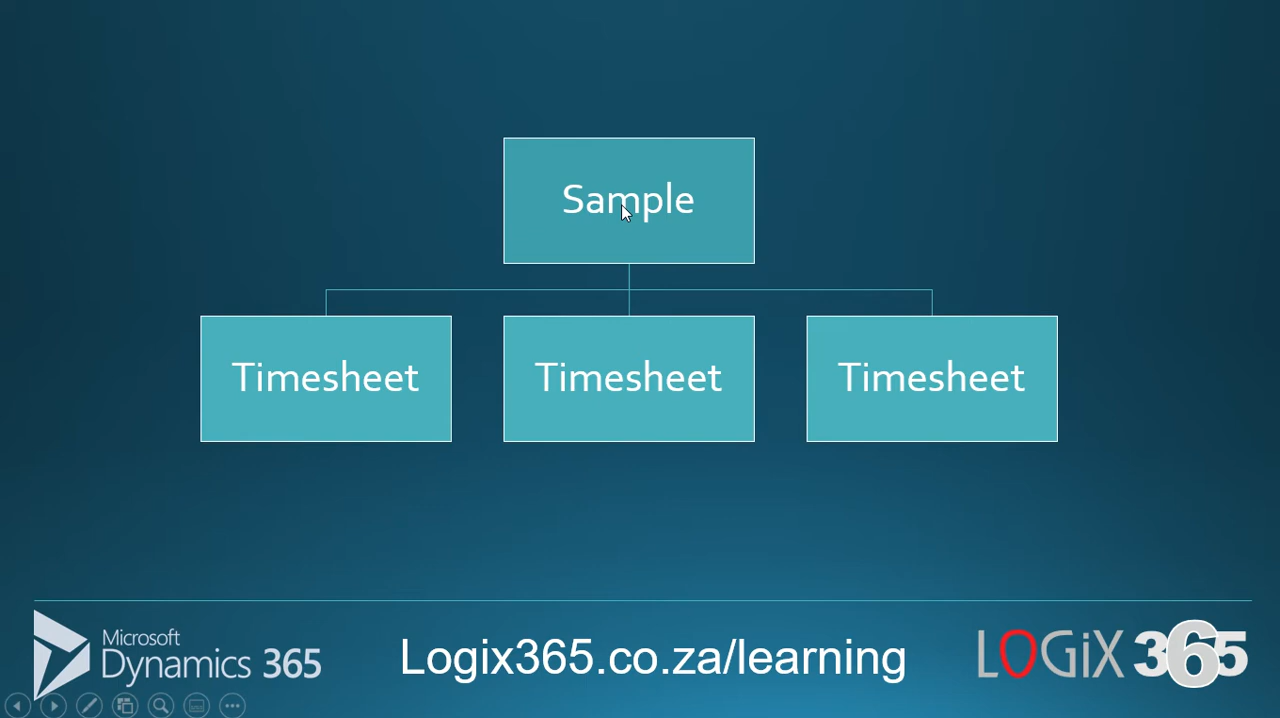 Sample
Timesheet
Timesheet
Timesheet
Microsoft
Dynamics 365
Logix365.co.za/learning
LOGiX 365